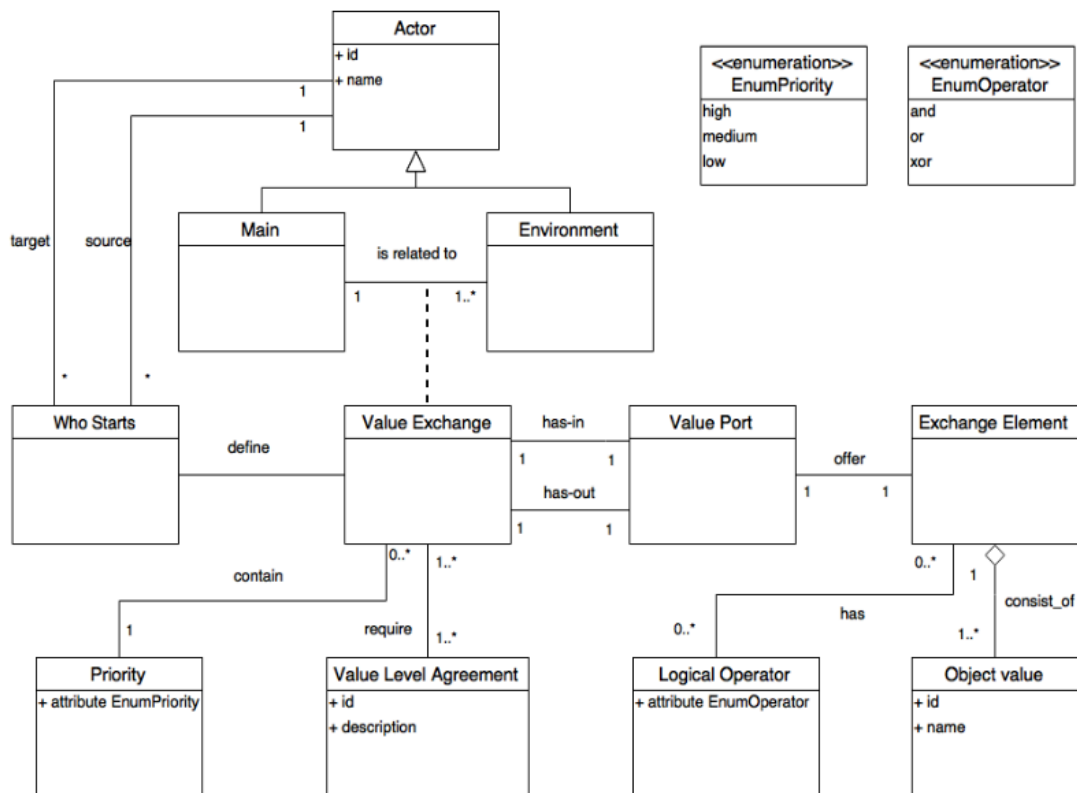 Actor
+ id
+ name
1
1
<<enumeration>>
EnumPriority
high
medium
low
<<enumeration>>
EnumOperator
and
or
xor
target
source
Main
is related to
1
1..*
Environment
*
*
Who Starts
define
Value Exchange
has-in
1
1
has-out
1
1
Value Port
offer
1
1
Exchange Element
0..*
1..*
contain
1
require
1..*
0..*
1
consist_of
has
0..*
1..*
Priority
+ attribute EnumPriority
Value Level Agreement
+ id
+ description
Logical Operator
+ attribute EnumOperator
Object value
+ id
+ name